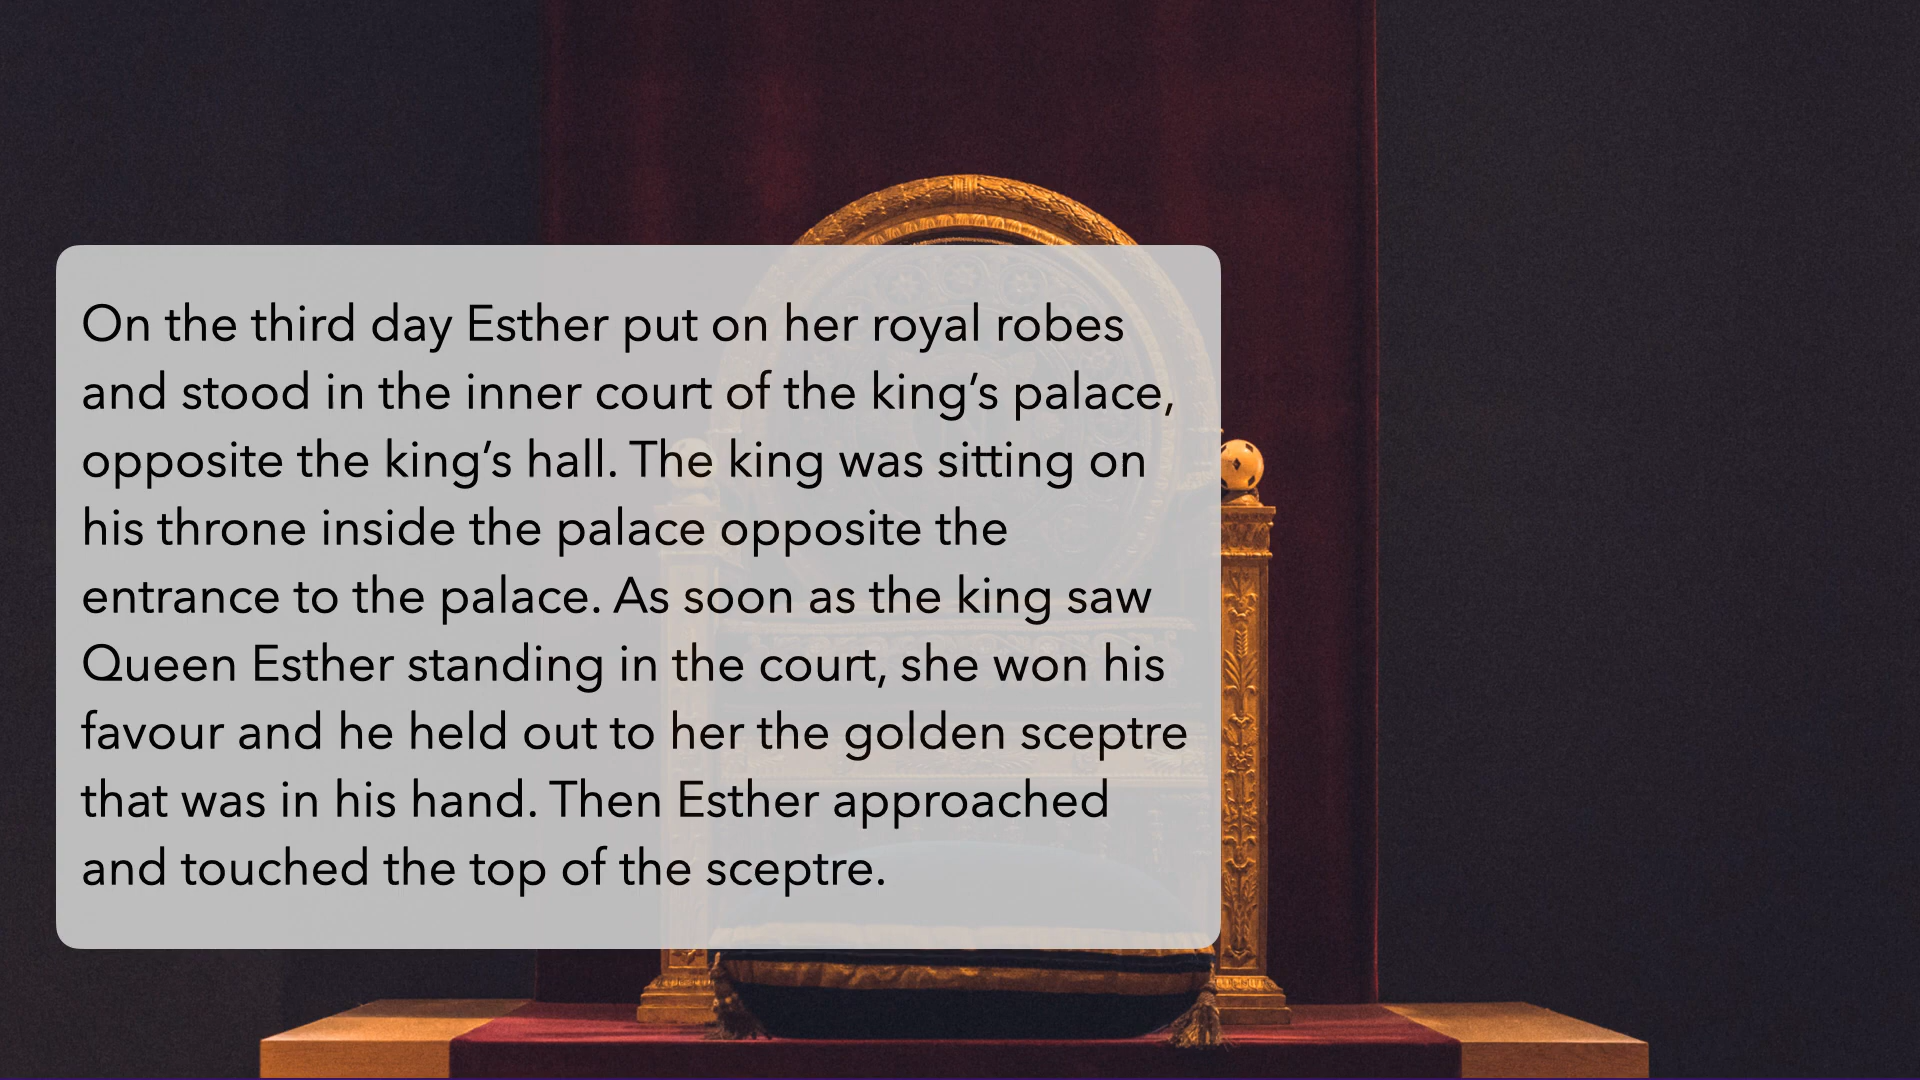 On the third day Esther put on her royal robes
and stood in the inner court of the king’s palace,
opposite the king’s hall. The king was sitting on
his throne inside the palace opposite the
entrance to the palace. As soon as the king saw
Queen Esther standing in the court, she won his
favour and he held out to her the golden sceptre
that was in his hand. Then Esther approached
and touched the top of the sceptre.